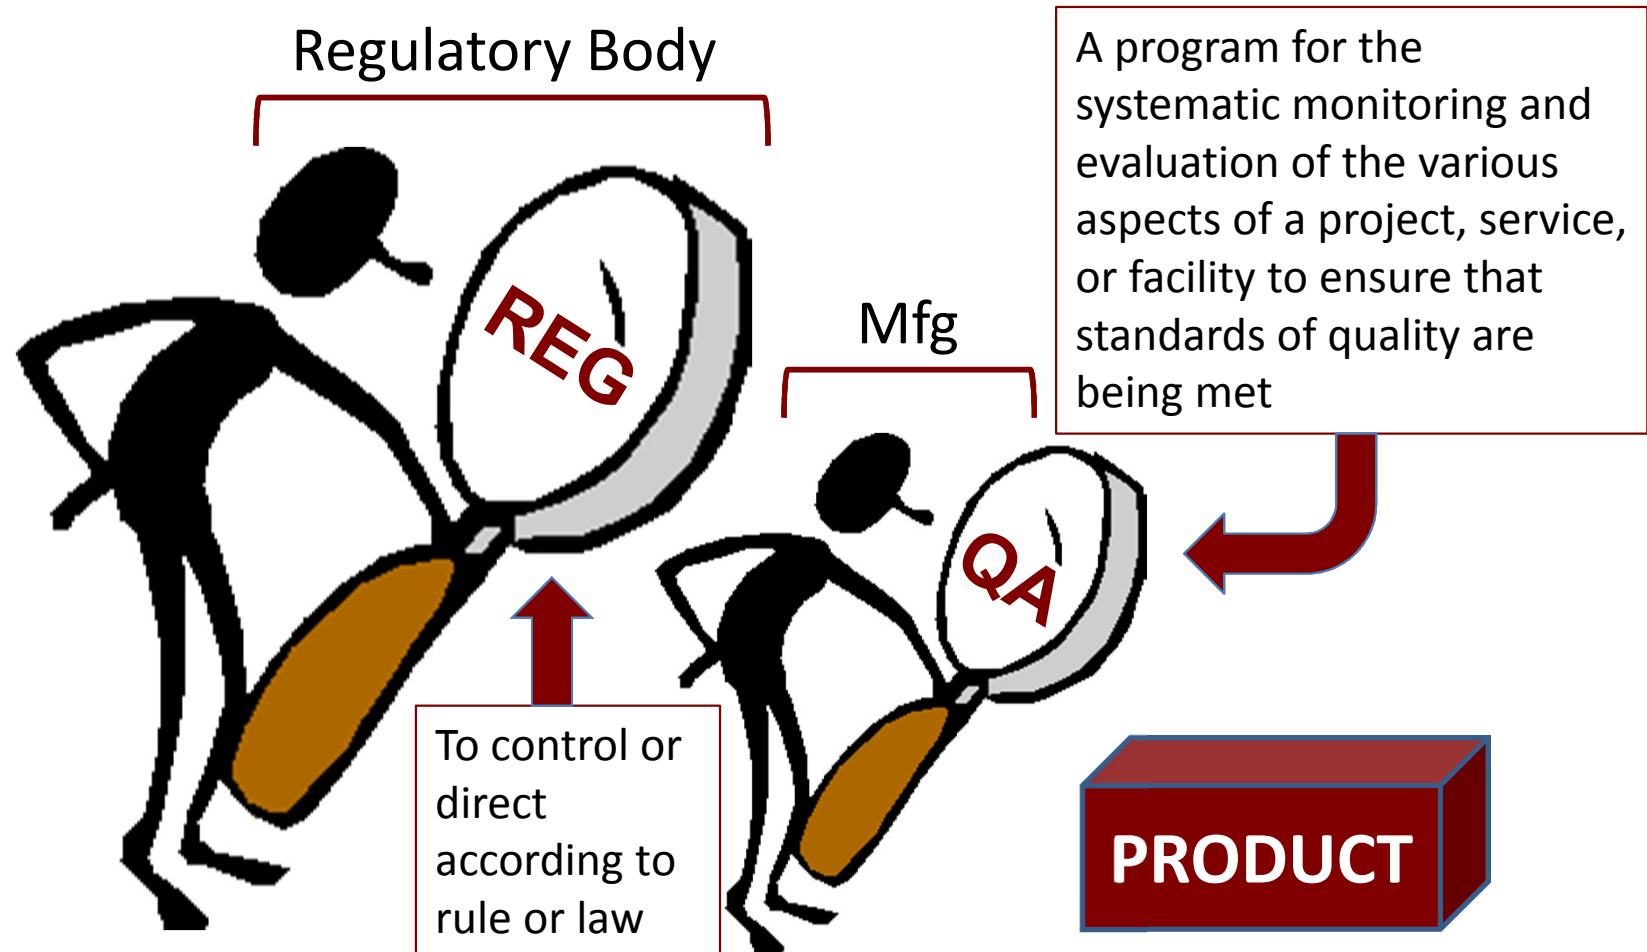 Regulatory Body
A program for the
systematic monitoring and
evaluation of the various
aspects of a project, service,
or facility to ensure that
standards of quality are
being met
REG
Mfg
QA
To control or
direct
according to
rule or law
PRODUCT